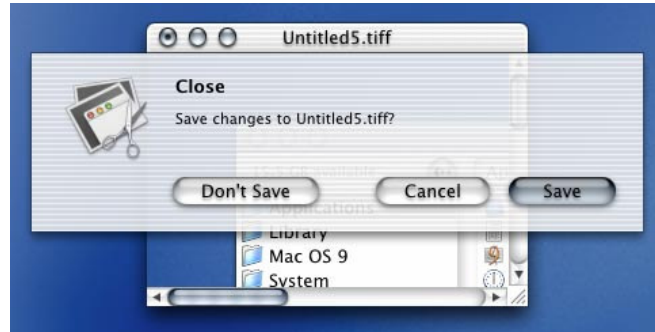 Untitled5.tiff
Close
Save changes to Untitled5.tiff?
Don't Save Cancel Save
Applications
Library
Mac OS 9
System